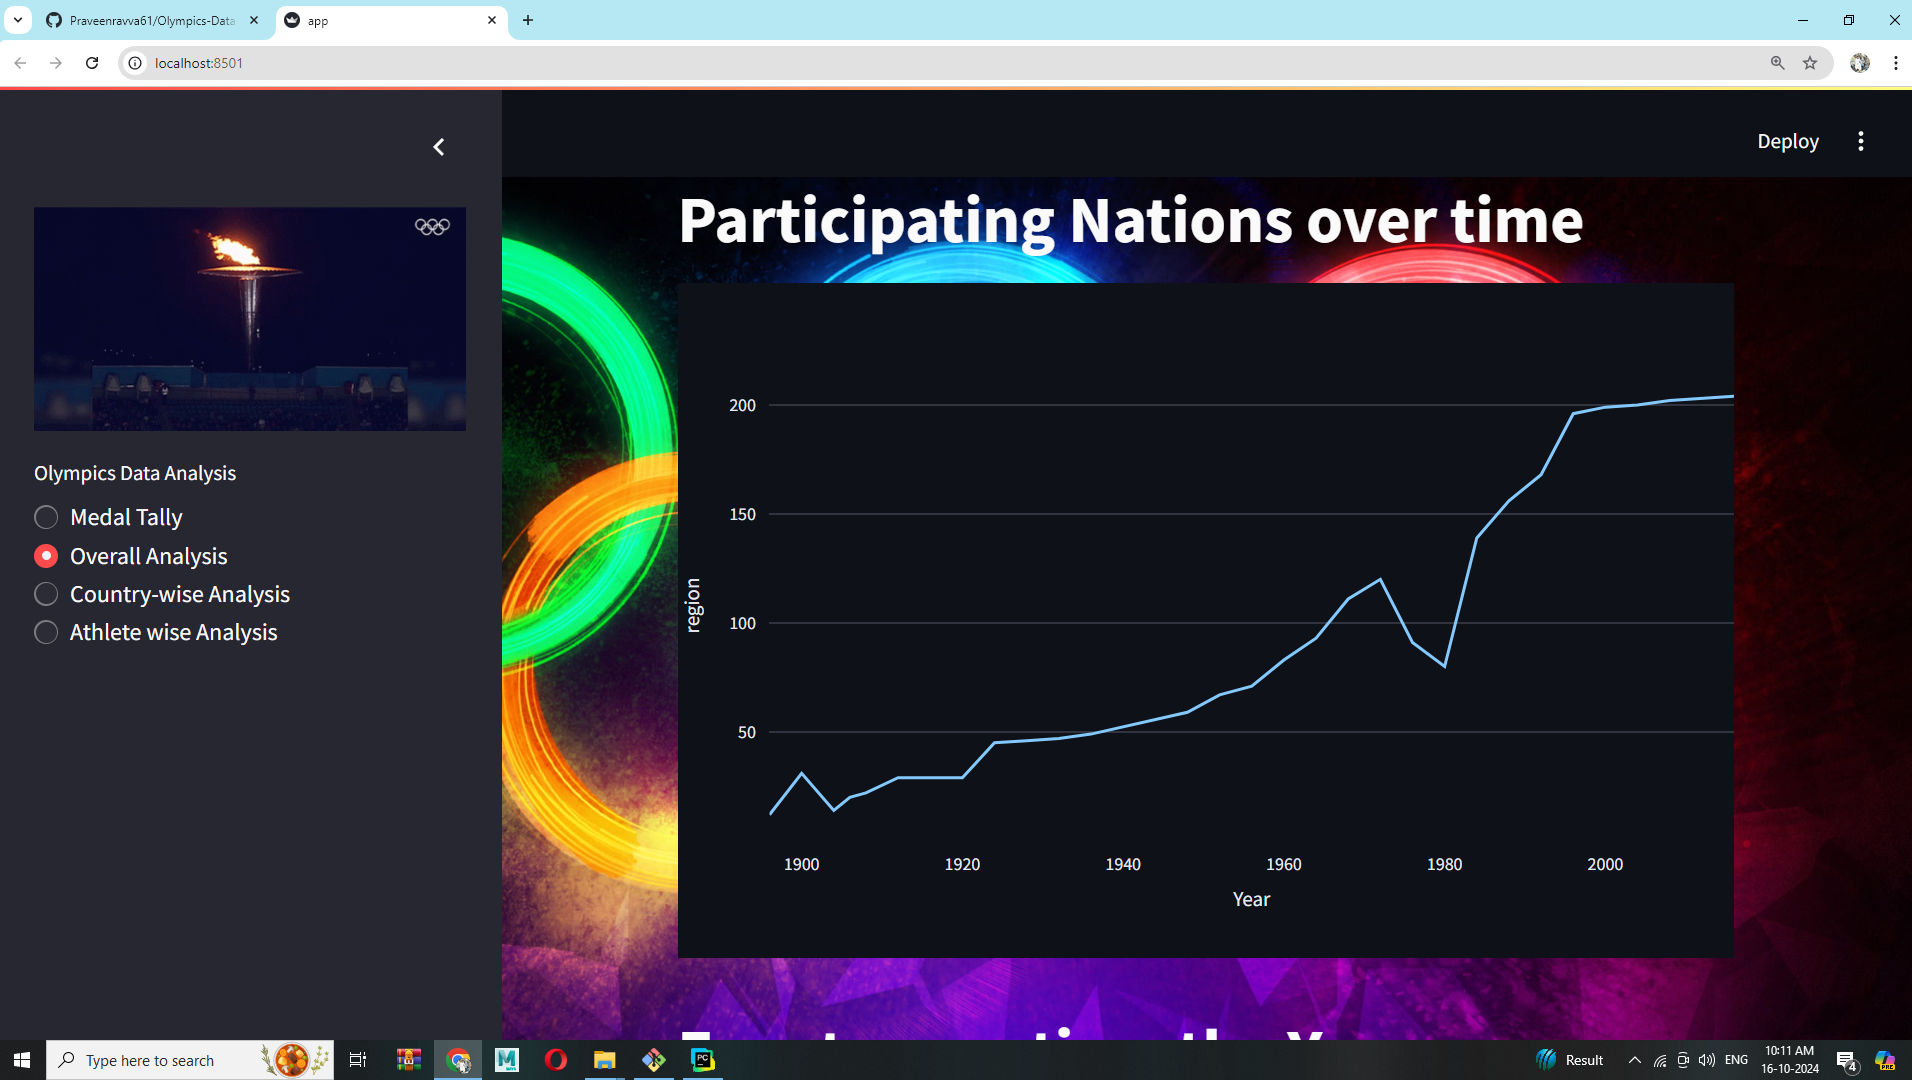 Praveenravva61/Olympics-Data
app
localhost:8501
Deploy
Olympics Data Analysis
Medal Tally
Overall Analysis
Country-wise Analysis
Athlete wise Analysis
Participating Nations over time
200
150
100
50
region
1900
1920
1940
1960
1980
2000
Year
Type here to search
Result
ENG
10:11 AM
16-10-2024
4